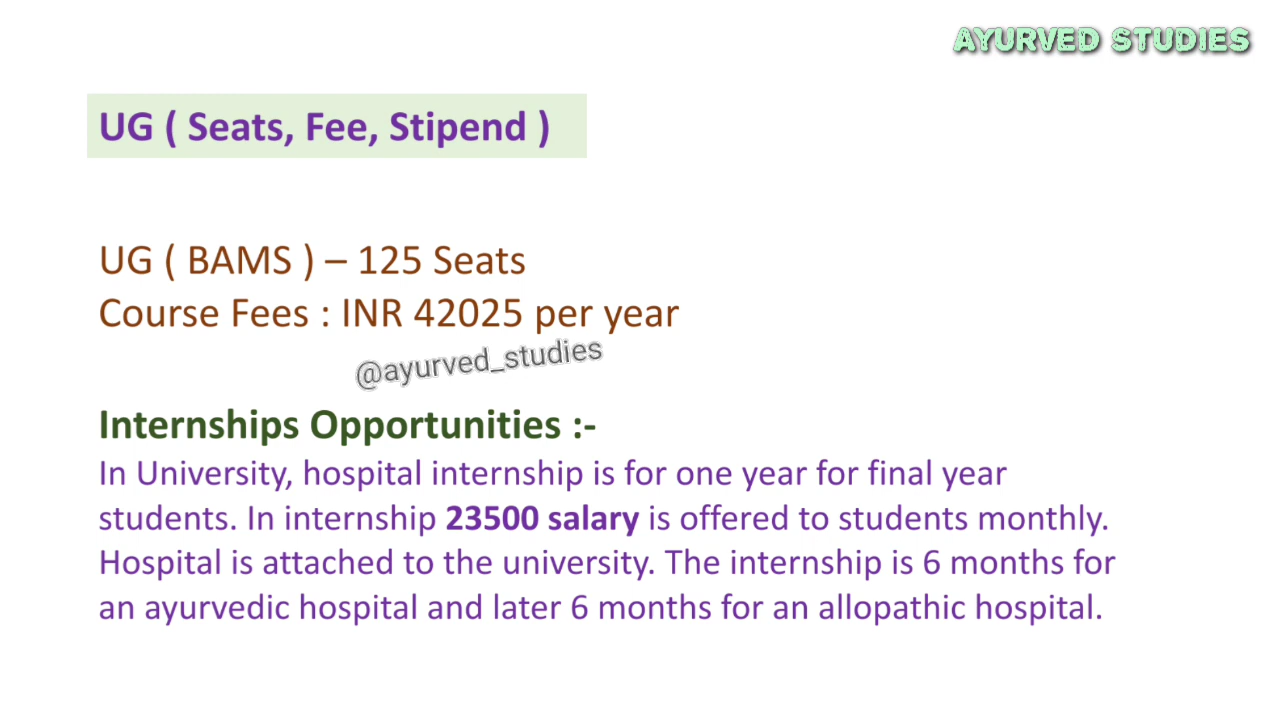 AYURVED STUDIES
UG ( Seats, Fee, Stipend )
UG ( BAMS ) – 125 Seats
Course Fees : INR 42025 per year
@ayurved_studies
Internships Opportunities :-
In University, hospital internship is for one year for final year
students. In internship 23500 salary is offered to students monthly.
Hospital is attached to the university. The internship is 6 months for
an ayurvedic hospital and later 6 months for an allopathic hospital.